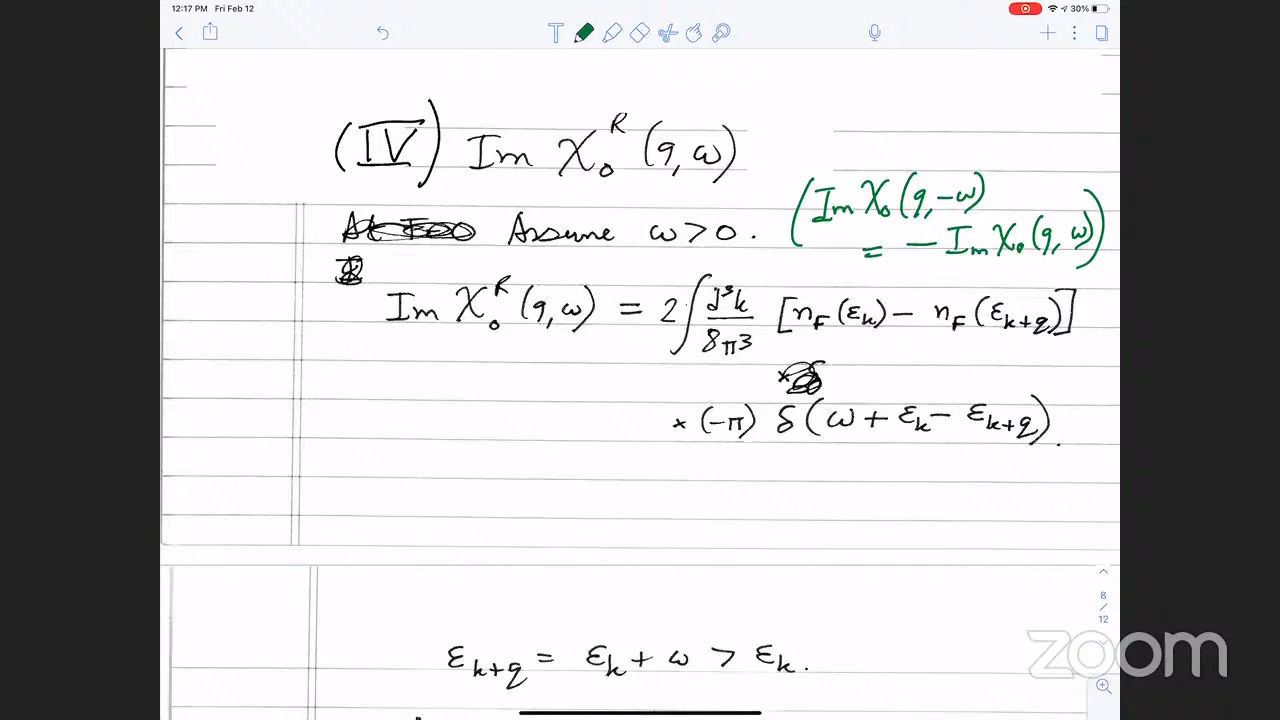 12:17 PM Fri Feb 12
30%
(IV) Im χ₀ᴿ (q, ω)
Assume ω > 0.
(Im χ₀ (q, -ω)
= - Im χ₀ (q, ω))
Im χ₀ᴿ (q, ω) = 2 ∫ d³k / 8π³ [n_F (ε_k) - n_F (ε_{k+q})]
× (-π) δ (ω + ε_k - ε_{k+q}).
8
/
12
ε_{k+q} = ε_k + ω > ε_k.
zoom